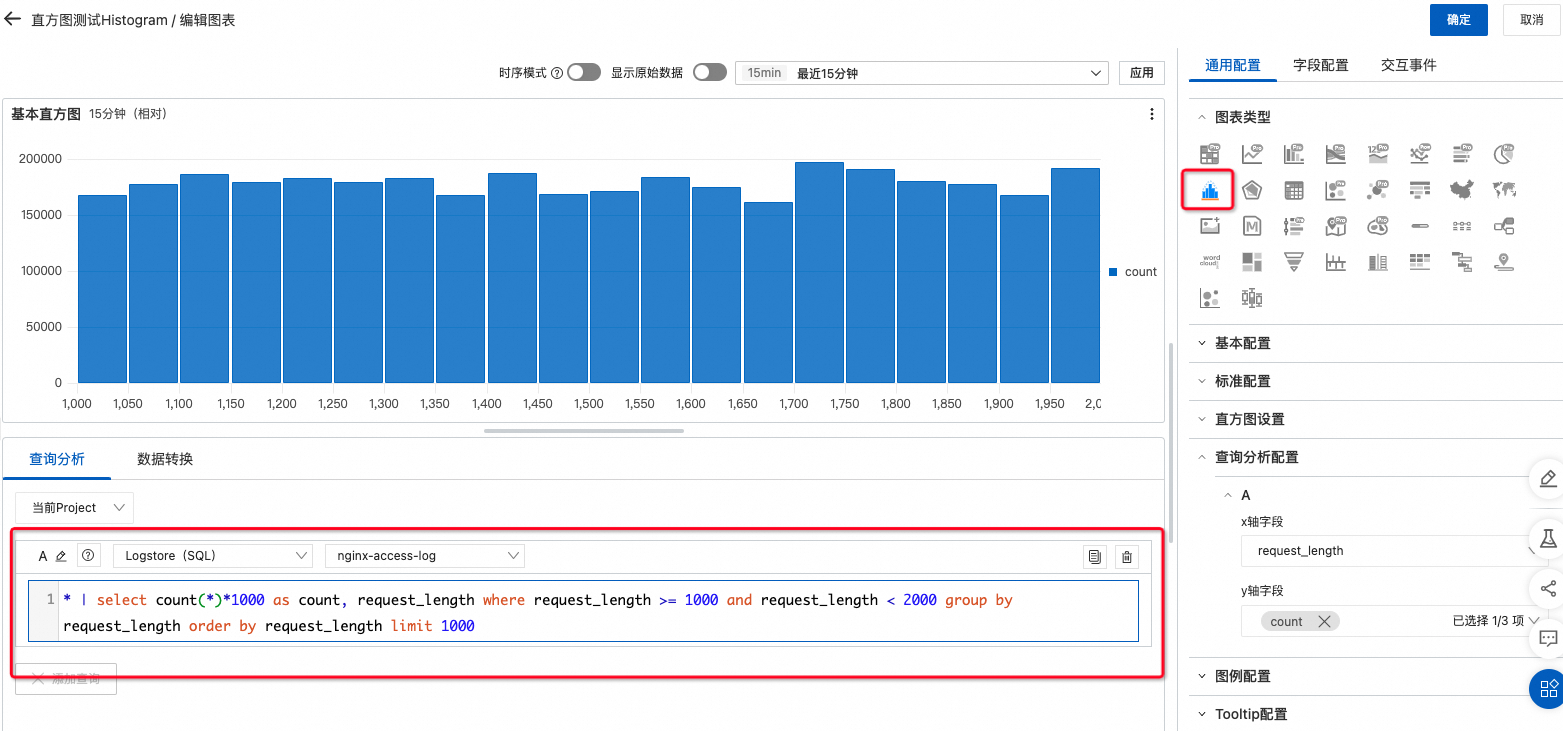 直方图测试Histogram / 编辑图表
确定
取消
时序模式
显示原始数据
15min 最近15分钟
应用
通用配置
字段配置
交互事件
基本直方图 15分钟（相对）
200000
150000
100000
50000
0
1,000 1,050 1,100 1,150 1,200 1,250 1,300 1,350 1,400 1,450 1,500 1,550 1,600 1,650 1,700 1,750 1,800 1,850 1,900 1,950 2,0
count
图表类型
基本配置
标准配置
直方图设置
查询分析配置
A
x轴字段
request_length
y轴字段
count
已选择 1/3 项
图例配置
Tooltip配置
查询分析
数据转换
当前Project
A
Logstore（SQL）
nginx-access-log
1 * | select count(*)*1000 as count, request_length where request_length >= 1000 and request_length < 2000 group by
request_length order by request_length limit 1000
添加查询